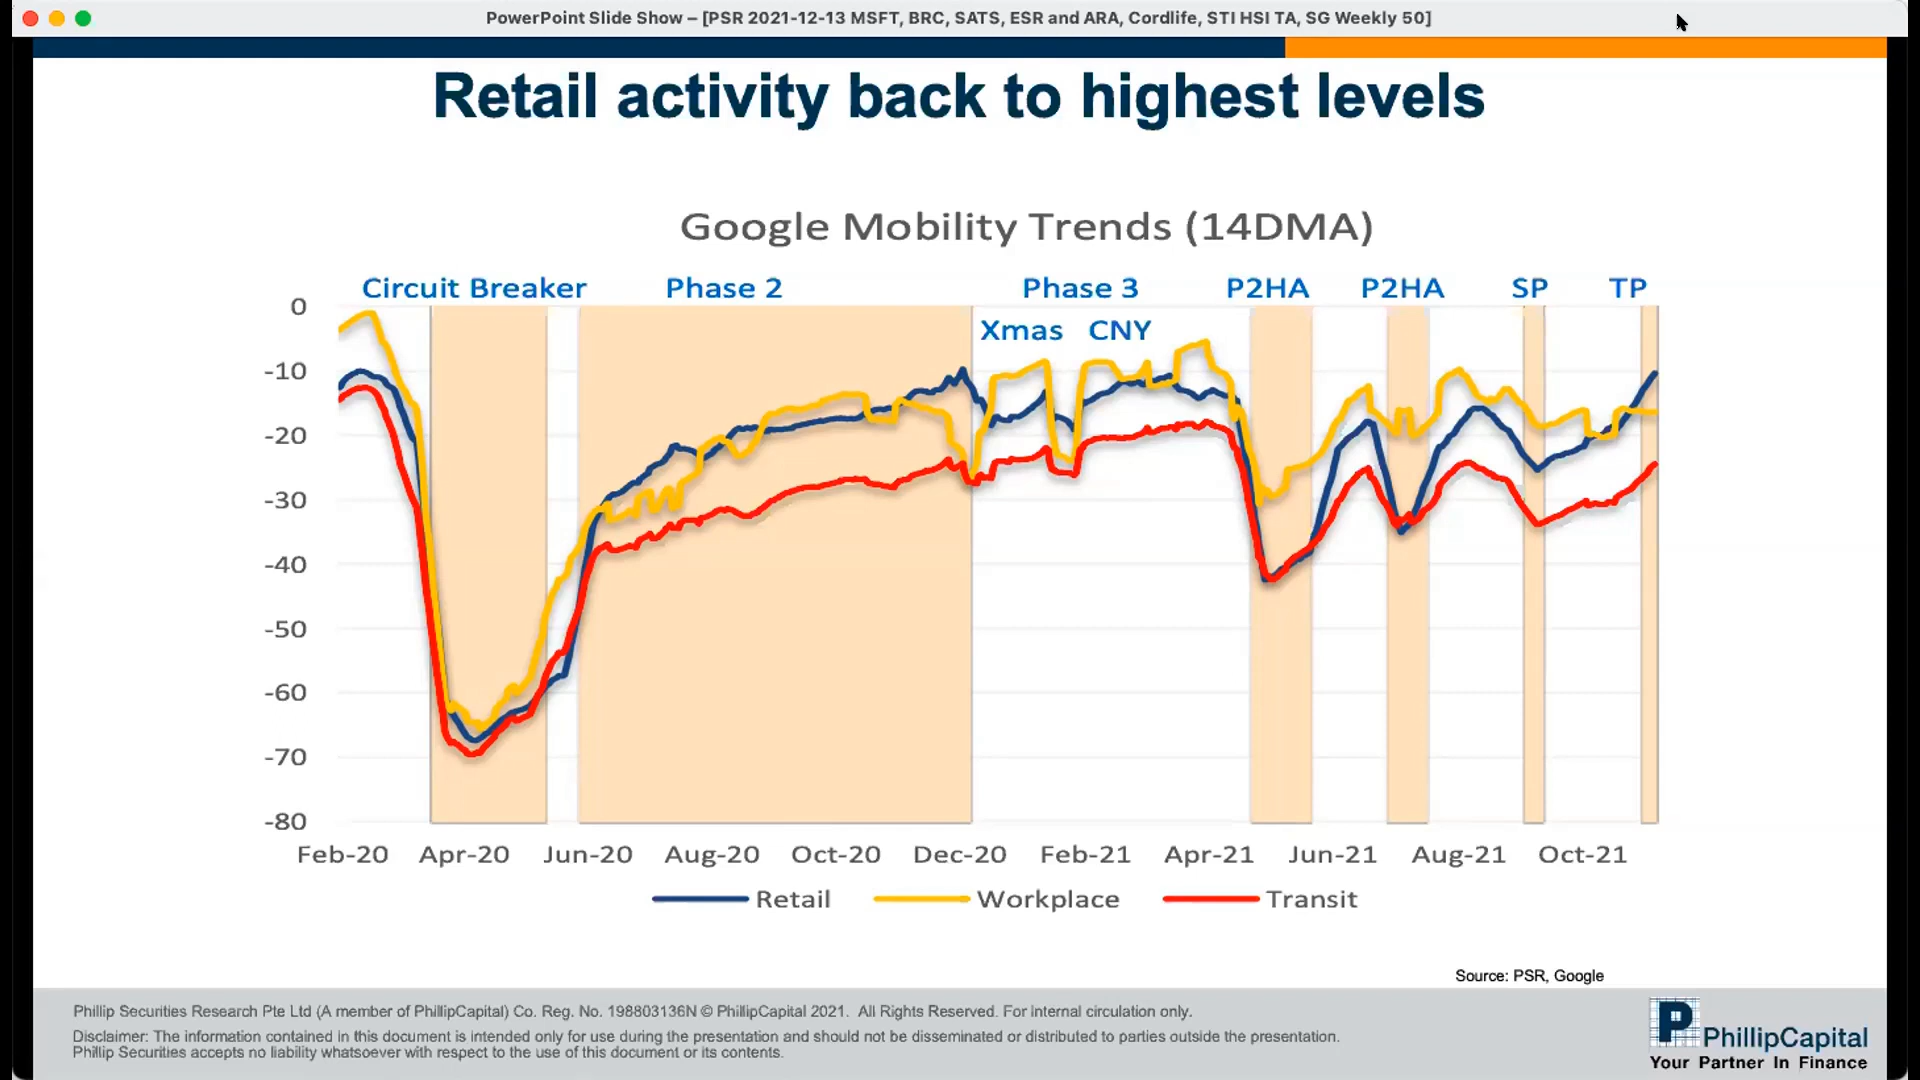 PowerPoint Slide Show – [PSR 2021-12-13 MSFT, BRC, SATS, ESR and ARA, Cordlife, STI HSI TA, SG Weekly 50]
Retail activity back to highest levels
Google Mobility Trends (14DMA)
Circuit Breaker Phase 2 Phase 3 P2HA P2HA SP TP
Xmas CNY
0
-10
-20
-30
-40
-50
-60
-70
-80
Feb-20 Apr-20 Jun-20 Aug-20 Oct-20 Dec-20 Feb-21 Apr-21 Jun-21 Aug-21 Oct-21
Retail Workplace Transit
Source: PSR, Google
Phillip Securities Research Pte Ltd (A member of PhillipCapital) Co. Reg. No. 198803136N © PhillipCapital 2021. All Rights Reserved. For internal circulation only.
Disclaimer: The information contained in this document is intended only for use during the presentation and should not be disseminated or distributed to parties outside the presentation.
Phillip Securities accepts no liability whatsoever with respect to the use of this document or its contents.
P PhillipCapital
Your Partner In Finance